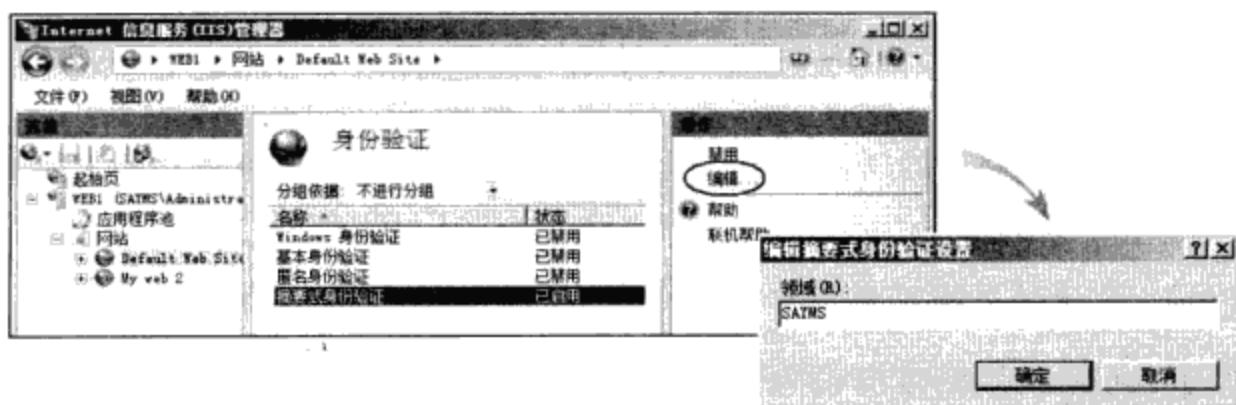 Internet 信息服务(IIS)管理器
WEB1 ▸ 网站 ▸ Default Web Site ▸
文件(F) 视图(V) 帮助(H)
连接
起始页
WEB1 (SAYMS\Administra
应用程序池
网站
Default Web Site
My web 2
身份验证
分组依据: 不进行分组
名称 状态
Windows 身份验证 已禁用
基本身份验证 已禁用
匿名身份验证 已禁用
摘要式身份验证 已启用
操作
禁用
编辑
帮助
联机帮助
编辑摘要式身份验证设置
领域(R):
SAYMS
确定 取消